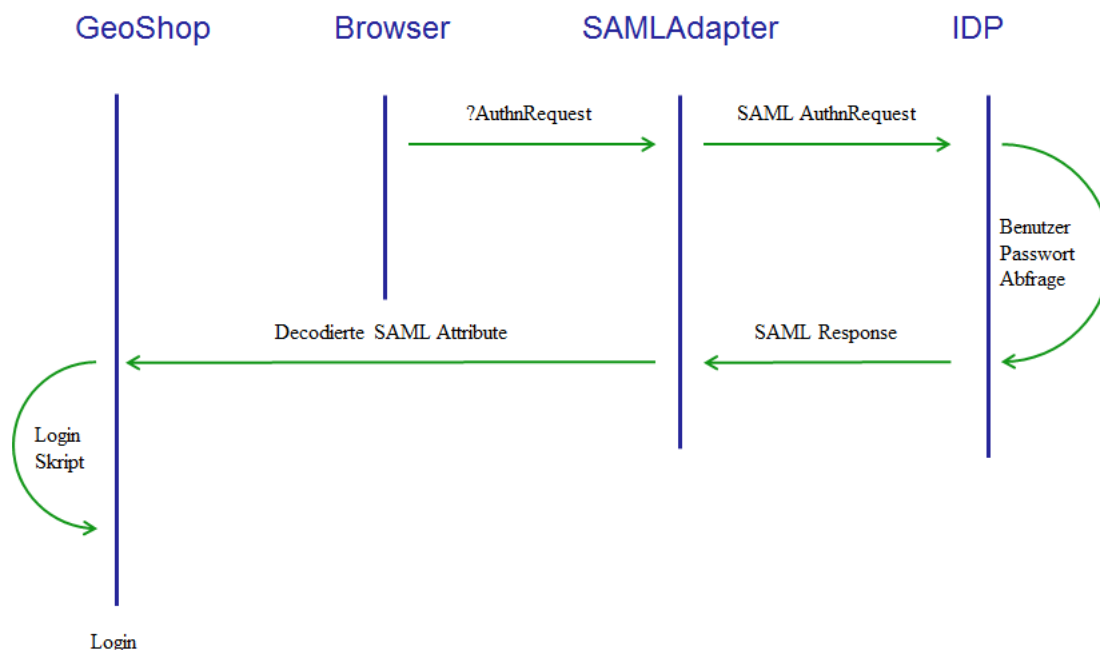 GeoShop Browser SAMLAdapter IDP
?AuthnRequest SAML AuthnRequest
Benutzer
Passwort
Abfrage
Decodierte SAML Attribute SAML Response
Login
Skript
Login